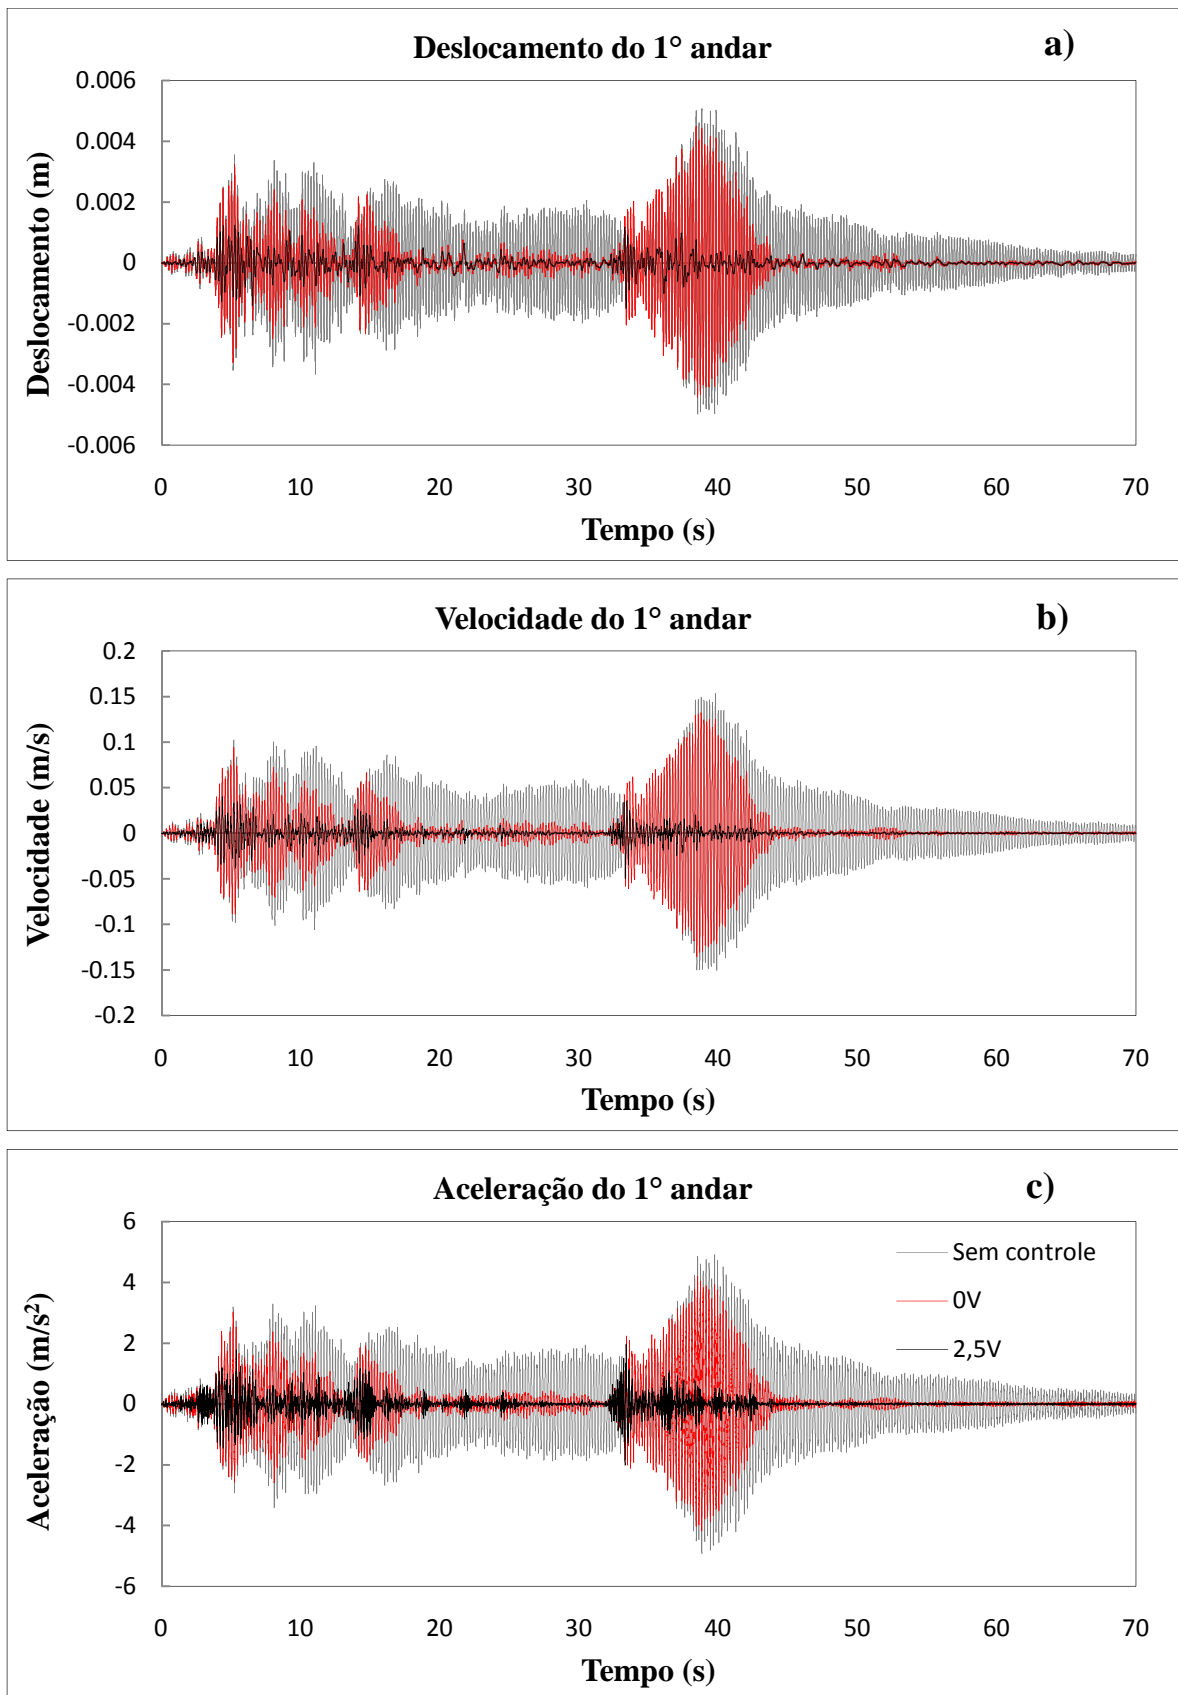 Deslocamento do 1° andar
a)
0.006
0.004
0.002
0
-0.002
-0.004
-0.006
Deslocamento (m)
0 10 20 30 40 50 60 70
Tempo (s)
Velocidade do 1° andar
b)
0.2
0.15
0.1
0.05
0
-0.05
-0.1
-0.15
-0.2
Velocidade (m/s)
0 10 20 30 40 50 60 70
Tempo (s)
Aceleração do 1° andar
c)
6
4
2
0
-2
-4
-6
Aceleração (m/s²)
Sem controle
0V
2,5V
0 10 20 30 40 50 60 70
Tempo (s)